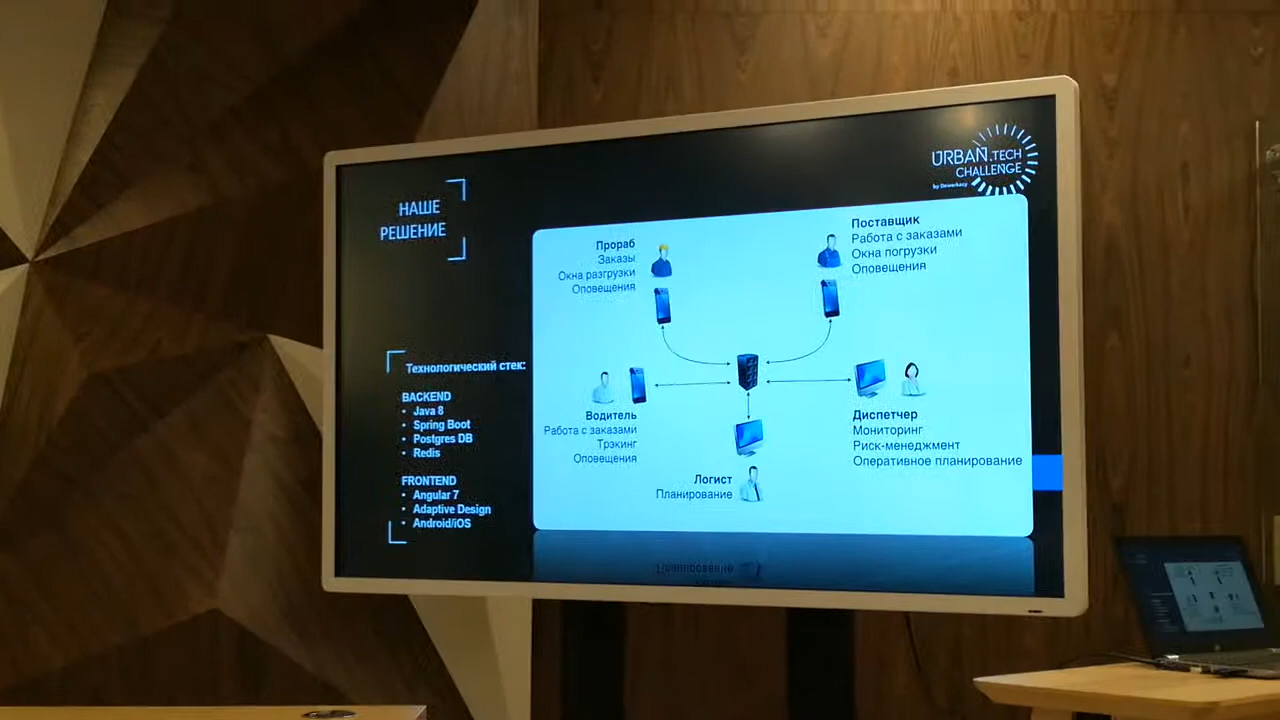 НАШЕ
РЕШЕНИЕ
URBAN.TECH
CHALLENGE
by Dewerkacy
Технологический стек:
BACKEND
• Java 8
• Spring Boot
• Postgres DB
• Redis
FRONTEND
• Angular 7
• Adaptive Design
• Android/iOS
Прораб
Заказы
Окна разгрузки
Оповещения
Поставщик
Работа с заказами
Окна погрузки
Оповещения
Водитель
Работа с заказами
Трэкинг
Оповещения
Диспетчер
Мониторинг
Риск-менеджмент
Оперативное планирование
Логист
Планирование